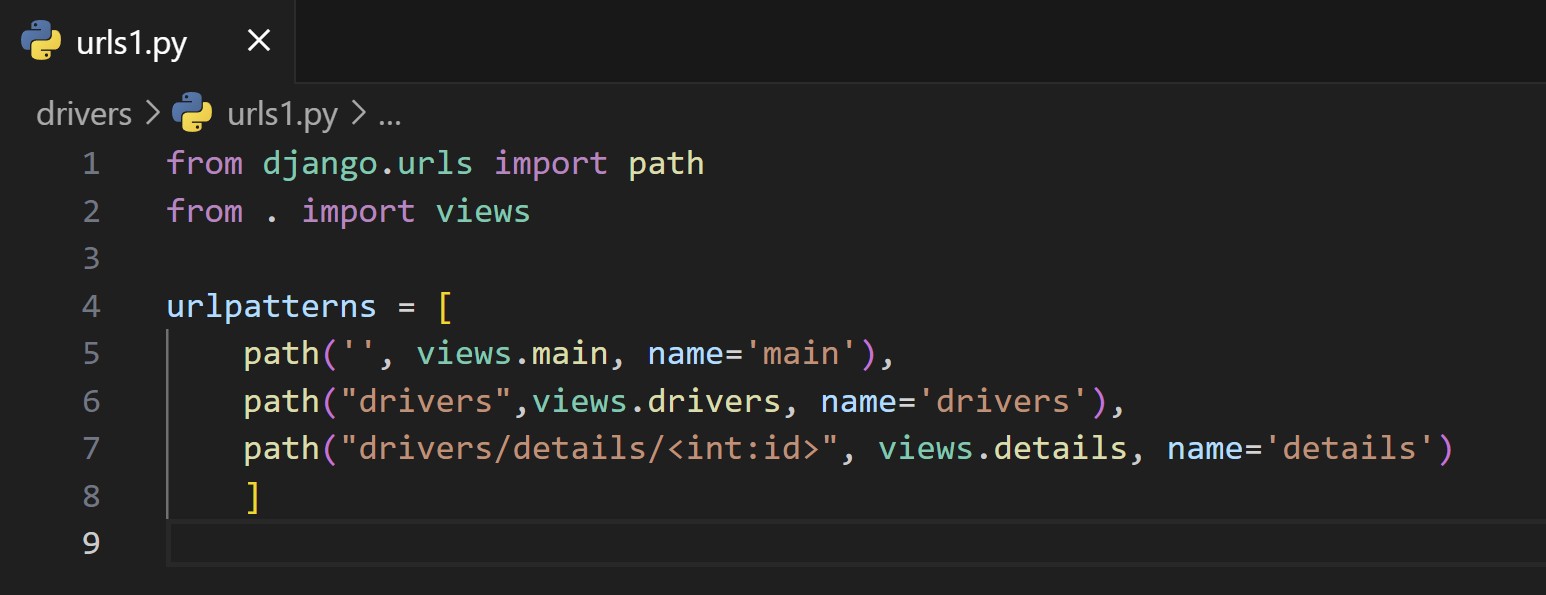 urls1.py ×
drivers > urls1.py > ...
1 from django.urls import path
2 from . import views
3
4 urlpatterns = [
5     path('', views.main, name='main'),
6     path("drivers",views.drivers, name='drivers'),
7     path("drivers/details/<int:id>", views.details, name='details')
8     ]
9